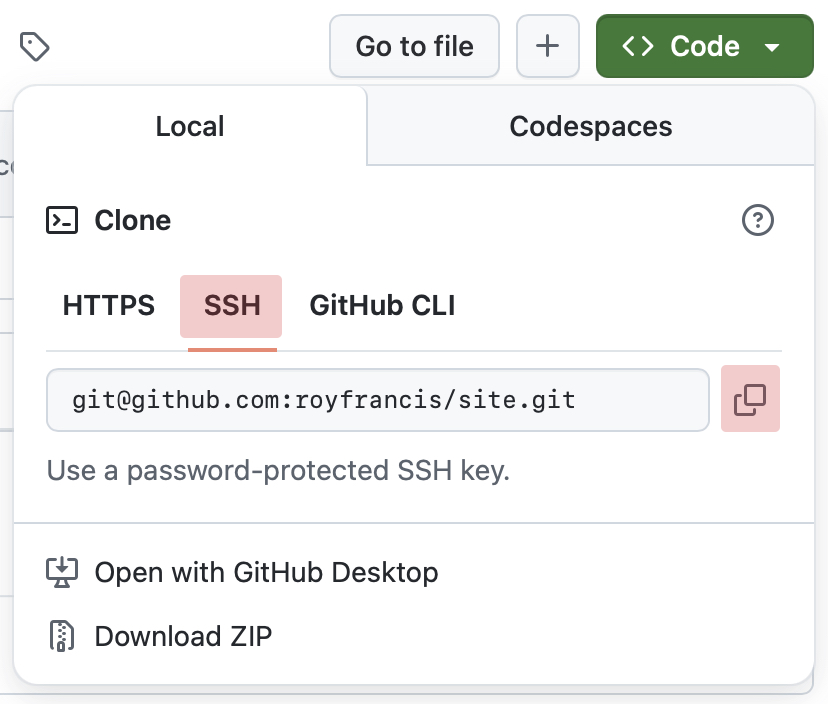 Go to file
Code
Local
Codespaces
Clone
HTTPS
SSH
GitHub CLI
git@github.com:royfrancis/site.git
Use a password-protected SSH key.
Open with GitHub Desktop
Download ZIP